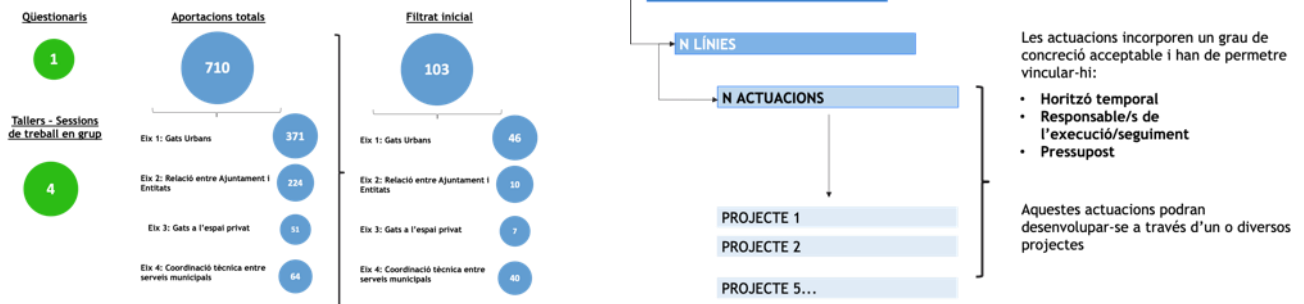 Qüestionaris
1
Tallers - Sessions
de treball en grup
4
Aportacions totals
710
Eix 1: Gats Urbans
371
Eix 2: Relació entre Ajuntament i
Entitats
224
Eix 3: Gats a l'espai privat
51
Eix 4: Coordinació tècnica entre
serveis municipals
64
Filtrat inicial
103
Eix 1: Gats Urbans
46
Eix 2: Relació entre Ajuntament i
Entitats
10
Eix 3: Gats a l'espai privat
7
Eix 4: Coordinació tècnica entre
serveis municipals
40
N LÍNIES
N ACTUACIONS
PROJECTE 1
PROJECTE 2
PROJECTE 5...
Les actuacions incorporen un grau de
concreció acceptable i han de permetre
vincular-hi:
• Horitzó temporal
• Responsable/s de
l'execució/seguiment
• Pressupost
Aquestes actuacions podran
desenvolupar-se a través d'un o diversos
projectes